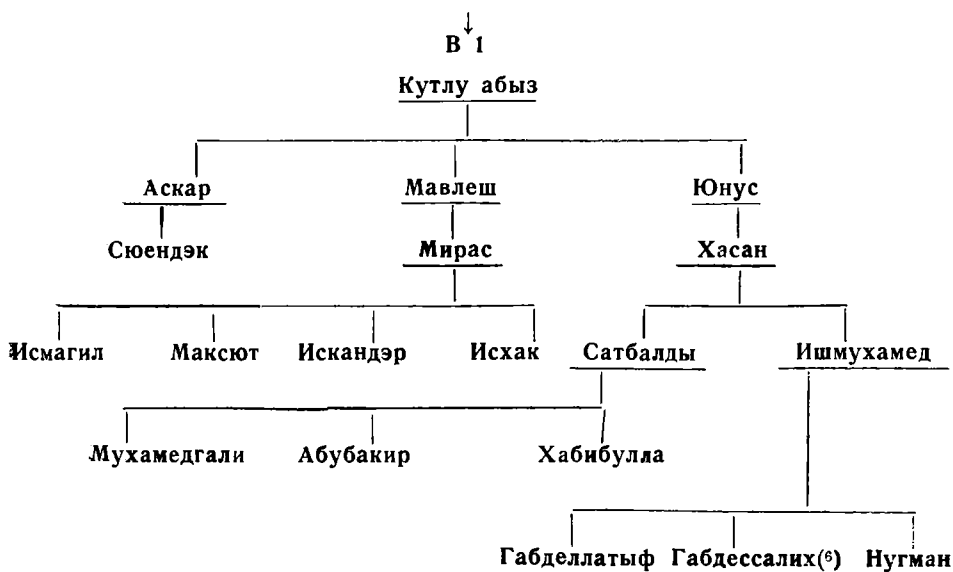 В 1
Кутлу абыз
Аскар Мавлеш Юнус
Сюендэк Мирас Хасан
Исмагил Максют Искандэр Исхак Сатбалды Ишмухамед
Мухамедгали Абубакир Хабибулла
Габделлатыф Габдессалих(⁶) Нугман